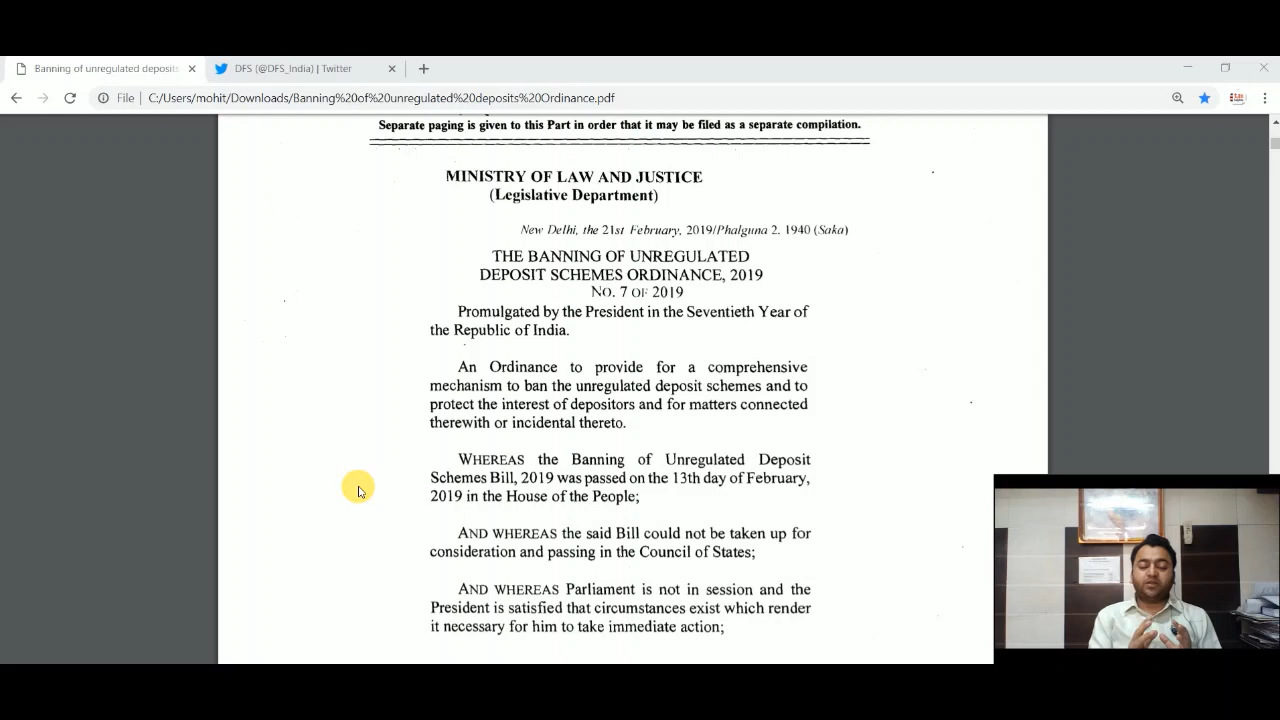 Banning of unregulated deposits
DFS (@DFS_India) | Twitter
File | C:/Users/mohit/Downloads/Banning%20of%20unregulated%20deposits%20Ordinance.pdf
Separate paging is given to this Part in order that it may be filed as a separate compilation.
MINISTRY OF LAW AND JUSTICE
(Legislative Department)
New Delhi, the 21st February, 2019/Phalguna 2, 1940 (Saka)
THE BANNING OF UNREGULATED
DEPOSIT SCHEMES ORDINANCE, 2019
NO. 7 OF 2019
Promulgated by the President in the Seventieth Year of
the Republic of India.
An Ordinance to provide for a comprehensive
mechanism to ban the unregulated deposit schemes and to
protect the interest of depositors and for matters connected
therewith or incidental thereto.
WHEREAS the Banning of Unregulated Deposit
Schemes Bill, 2019 was passed on the 13th day of February,
2019 in the House of the People;
AND WHEREAS the said Bill could not be taken up for
consideration and passing in the Council of States;
AND WHEREAS Parliament is not in session and the
President is satisfied that circumstances exist which render
it necessary for him to take immediate action;